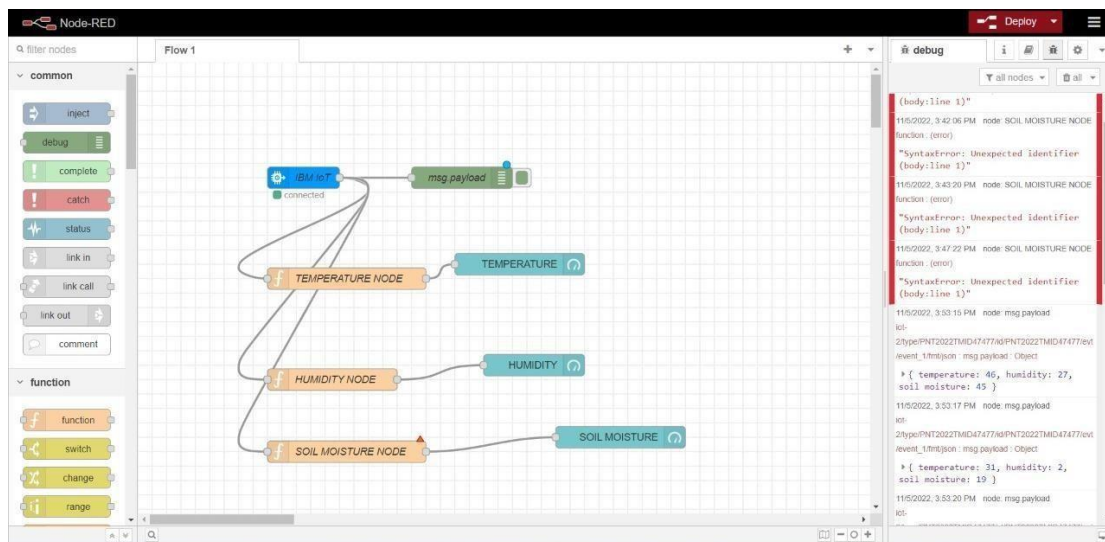 Node-RED
Deploy
filter nodes
Flow 1
debug
i
all nodes
all
common
inject
debug
complete
catch
status
link in
link call
link out
comment
function
function
switch
change
range
IBM IoT
connected
msg.payload
TEMPERATURE NODE
TEMPERATURE
HUMIDITY NODE
HUMIDITY
SOIL MOISTURE NODE
SOIL MOISTURE
(body:line 1)"
11/5/2022, 3:42:06 PM node: SOIL MOISTURE NODE
function : (error)
"SyntaxError: Unexpected identifier
(body:line 1)"
11/5/2022, 3:43:20 PM node: SOIL MOISTURE NODE
function : (error)
"SyntaxError: Unexpected identifier
(body:line 1)"
11/5/2022, 3:47:22 PM node: SOIL MOISTURE NODE
function : (error)
"SyntaxError: Unexpected identifier
(body:line 1)"
11/5/2022, 3:53:15 PM node: msg.payload
iot-
2/type/PNT2022TMID47477/id/PNT2022TMID47477/evt
/event_1/fmt/json : msg.payload : Object
{ temperature: 46, humidity: 27,
soil moisture: 45 }
11/5/2022, 3:53:17 PM node: msg.payload
iot-
2/type/PNT2022TMID47477/id/PNT2022TMID47477/evt
/event_1/fmt/json : msg.payload : Object
{ temperature: 31, humidity: 2,
soil moisture: 19 }
11/5/2022, 3:53:20 PM node: msg.payload
iot-